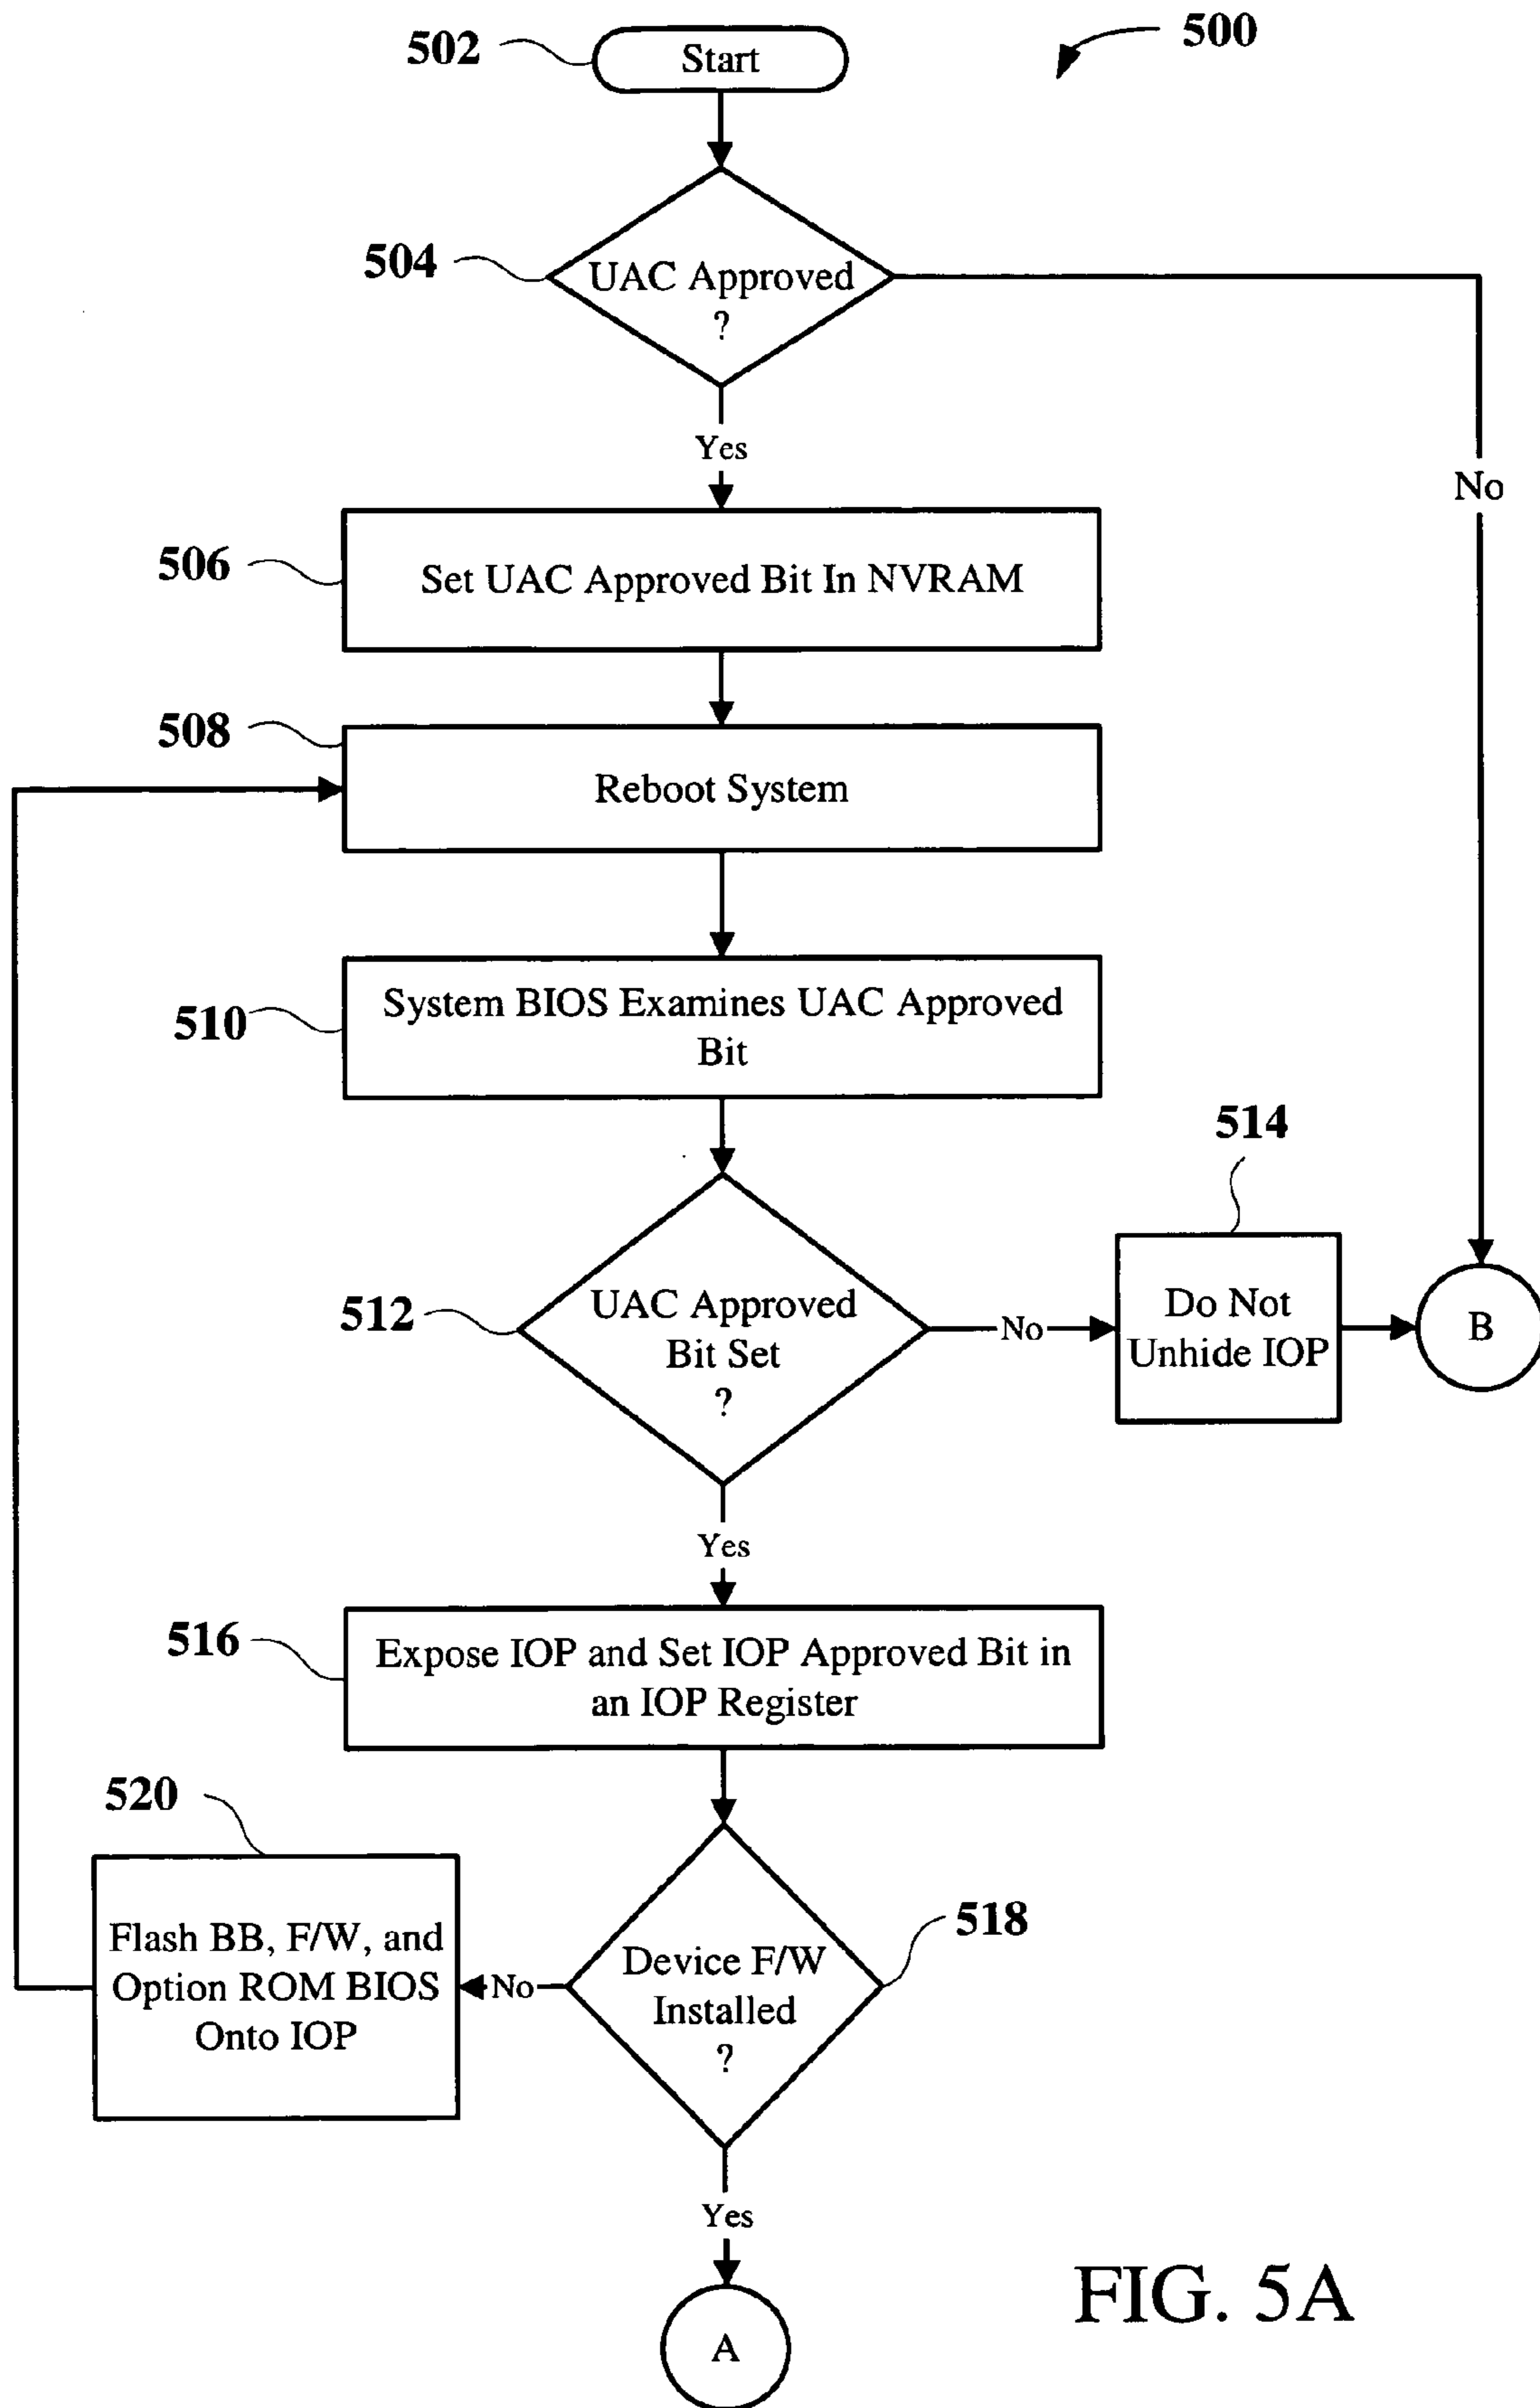 500
502
Start
504
UAC Approved
?
Yes
No
506
Set UAC Approved Bit In NVRAM
508
Reboot System
510
System BIOS Examines UAC Approved
Bit
512
UAC Approved
Bit Set
?
No
514
Do Not
Unhide IOP
B
Yes
516
Expose IOP and Set IOP Approved Bit in
an IOP Register
518
Device F/W
Installed
?
No
520
Flash BB, F/W, and
Option ROM BIOS
Onto IOP
Yes
A
FIG. 5A